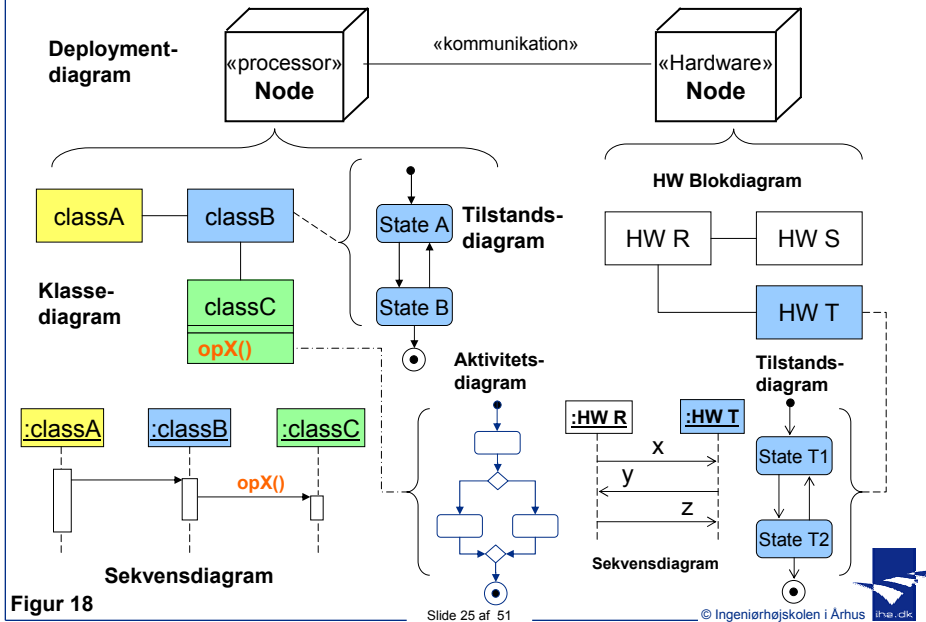 Deployment-
diagram
«processor»
Node
«kommunikation»
«Hardware»
Node
classA
classB
classC
opX()
Klasse-
diagram
State A
State B
Tilstands-
diagram
HW Blokdiagram
HW R
HW S
HW T
Aktivitets-
diagram
Tilstands-
diagram
:classA
:classB
:classC
opX()
Sekvensdiagram
:HW R
:HW T
x
y
z
Sekvensdiagram
State T1
State T2
Figur 18
Slide 25 af 51
© Ingeniørhøjskolen i Århus
iha.dk